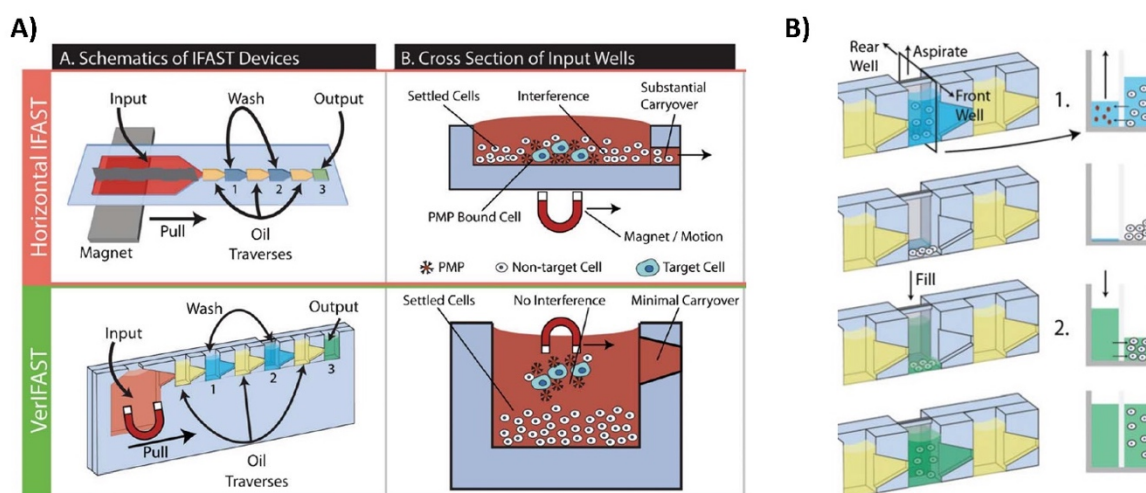 A)
A. Schematics of IFAST Devices
B. Cross Section of Input Wells
Horizontal IFAST
Input
Wash
Output
1
2
3
Pull
Magnet
Oil
Traverses
Settled Cells
Interference
Substantial
Carryover
PMP Bound Cell
Magnet / Motion
PMP
Non-target Cell
Target Cell
VerIFAST
Input
Wash
Output
1
2
3
Pull
Oil
Traverses
Settled Cells
No Interference
Minimal Carryover
B)
Rear
Well
Aspirate
Front
Well
1.
Fill
2.